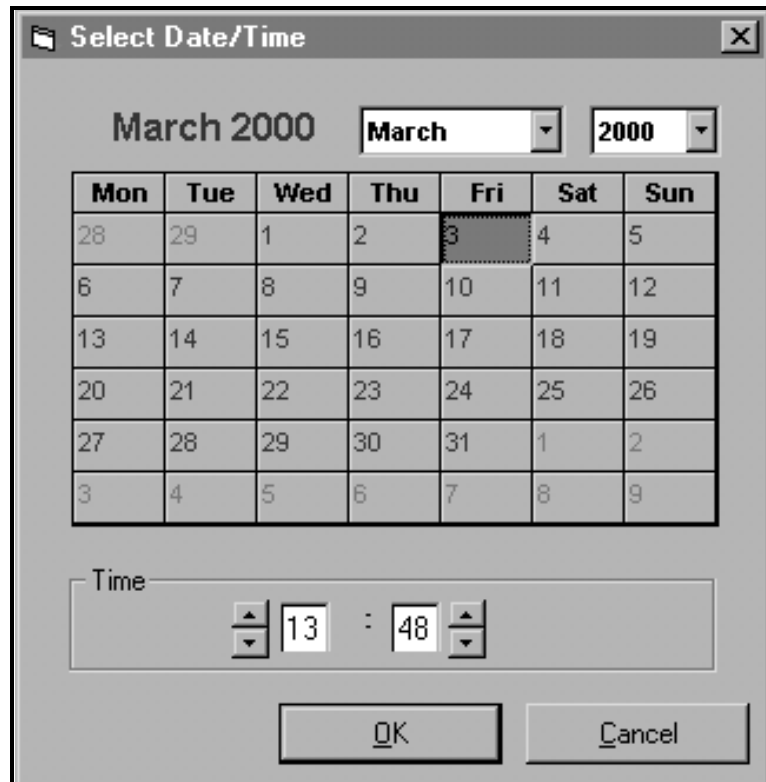 Select Date/Time
March 2000 March 2000
Mon Tue Wed Thu Fri Sat Sun
28 29 1 2 3 4 5
6 7 8 9 10 11 12
13 14 15 16 17 18 19
20 21 22 23 24 25 26
27 28 29 30 31 1 2
3 4 5 6 7 8 9
Time
13 : 48
OK Cancel